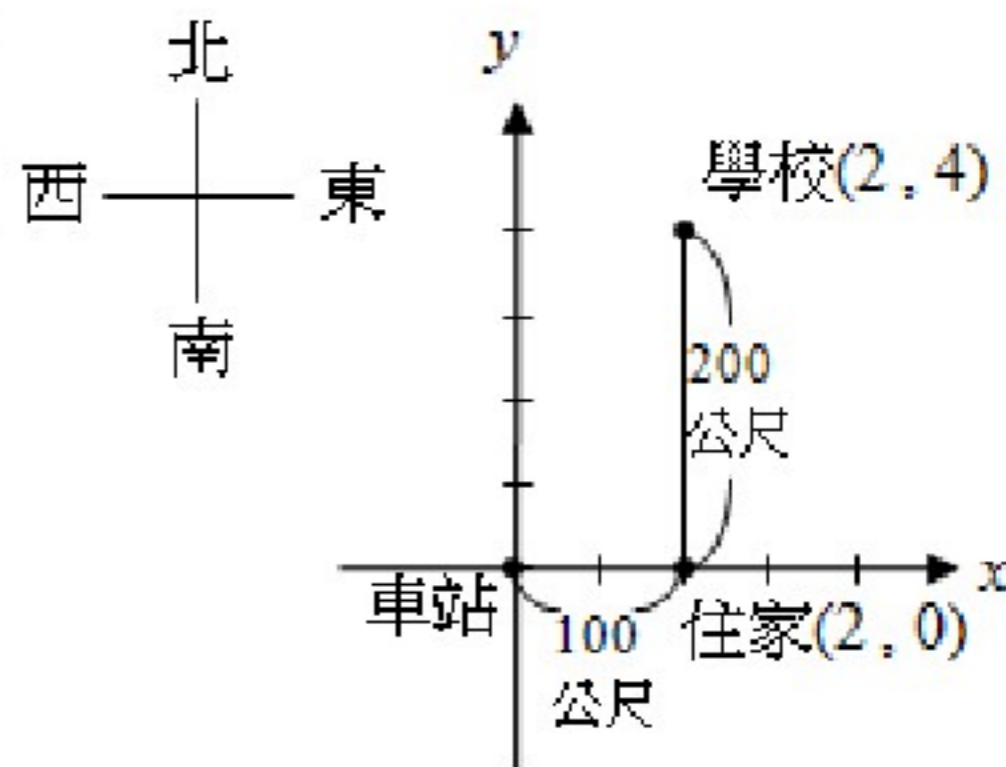 北
西 東
南
y
學校(2 , 4)
200
公尺
x
車站
100
公尺
住家(2 , 0)